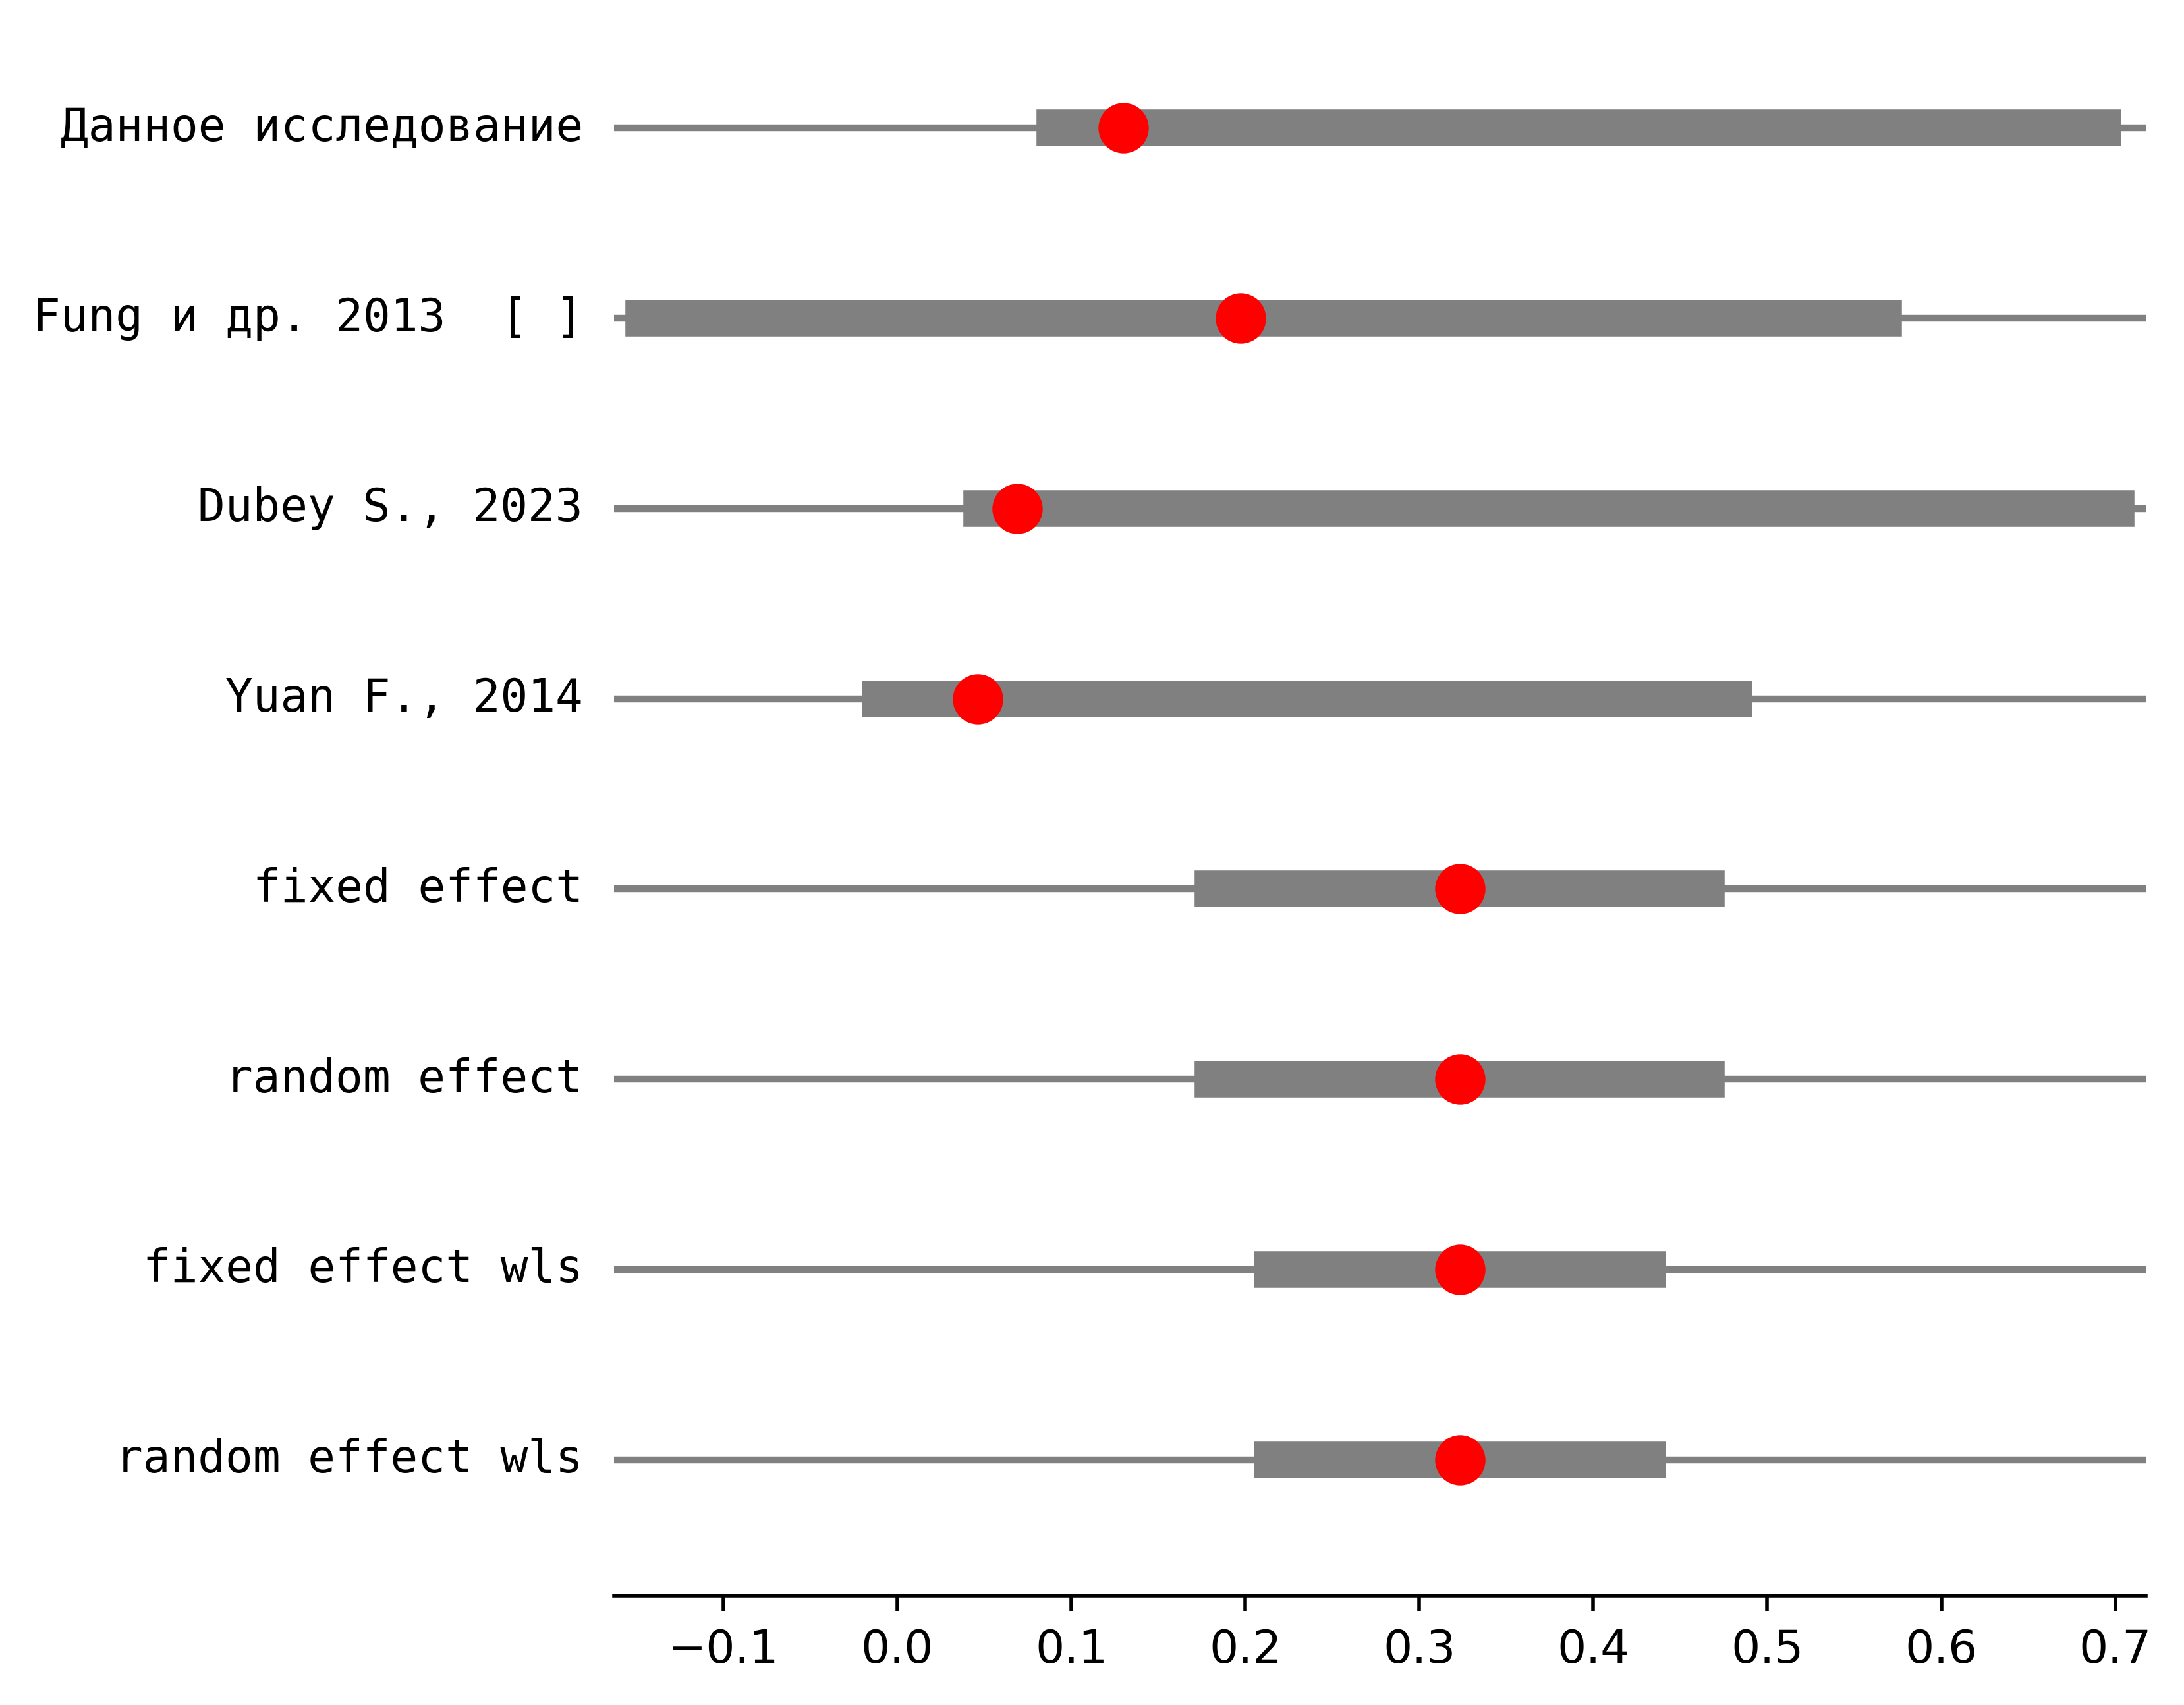 Данное исследование
Fung и др. 2013  [ ]
Dubey S., 2023
Yuan F., 2014
fixed effect
random effect
fixed effect wls
random effect wls
−0.1 0.0 0.1 0.2 0.3 0.4 0.5 0.6 0.7